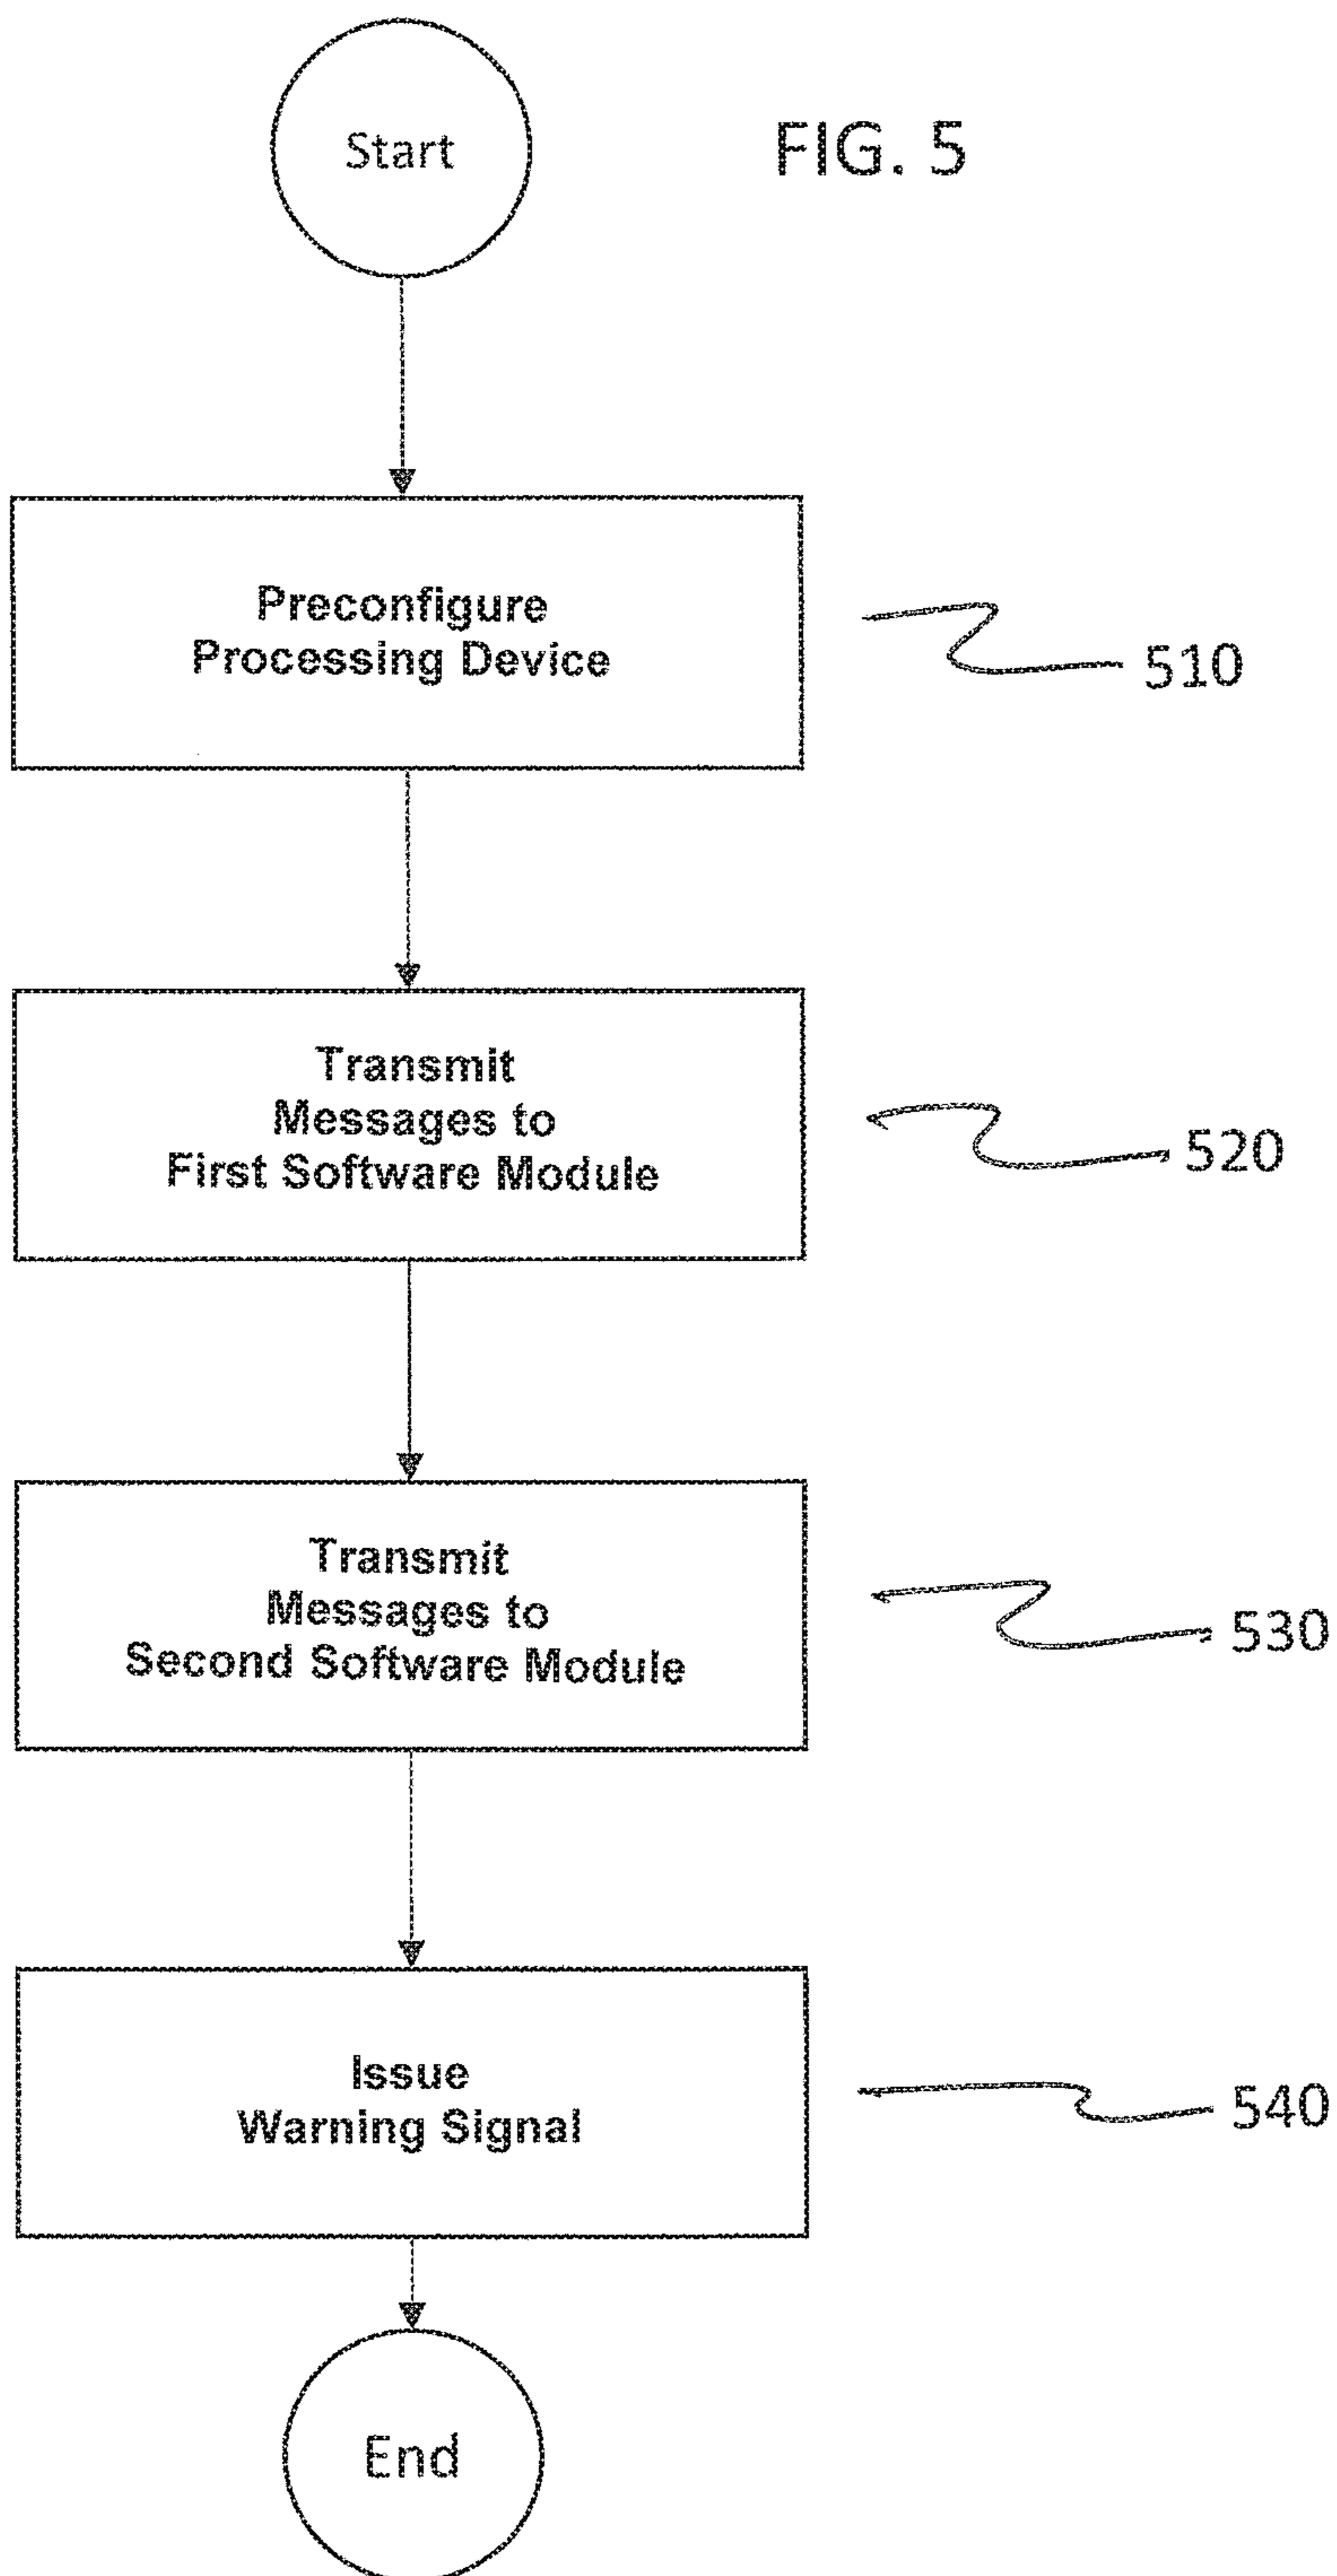 Start
FIG. 5
Preconfigure
Processing Device
510
Transmit
Messages to
First Software Module
520
Transmit
Messages to
Second Software Module
530
Issue
Warning Signal
540
End